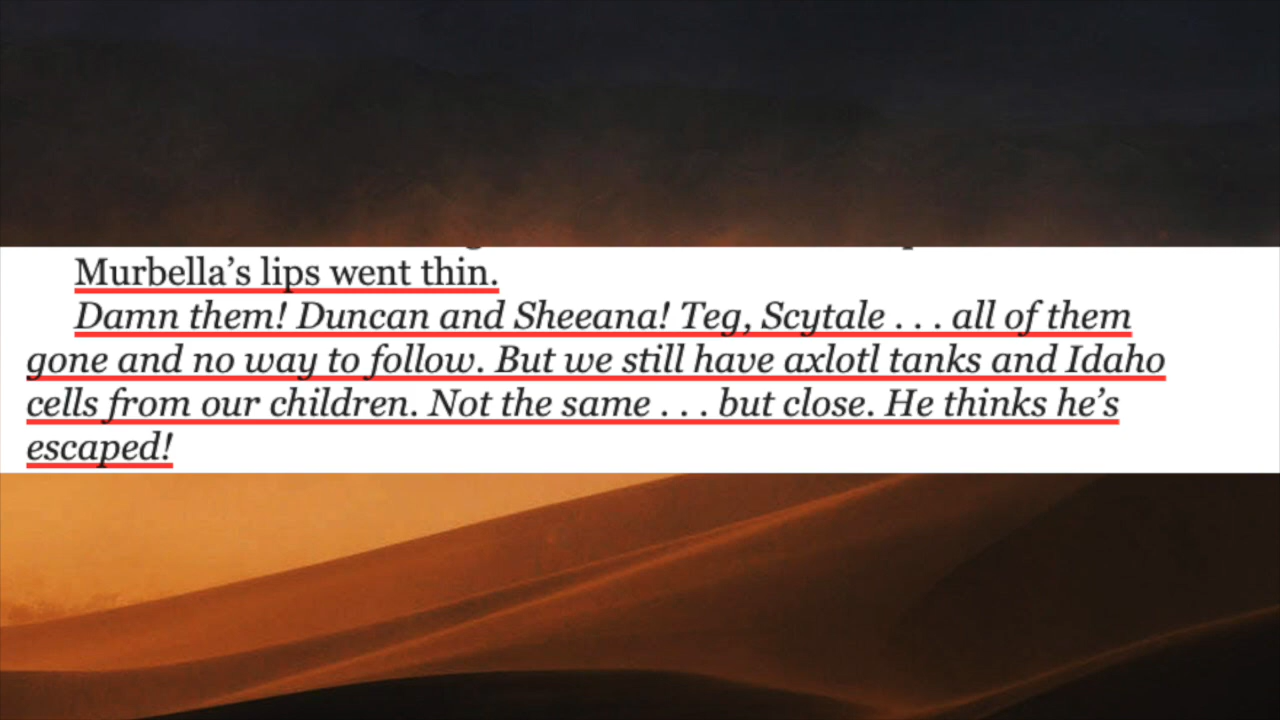 Murbella’s lips went thin.
Damn them! Duncan and Sheeana! Teg, Scytale . . . all of them
gone and no way to follow. But we still have axlotl tanks and Idaho
cells from our children. Not the same . . . but close. He thinks he’s
escaped!